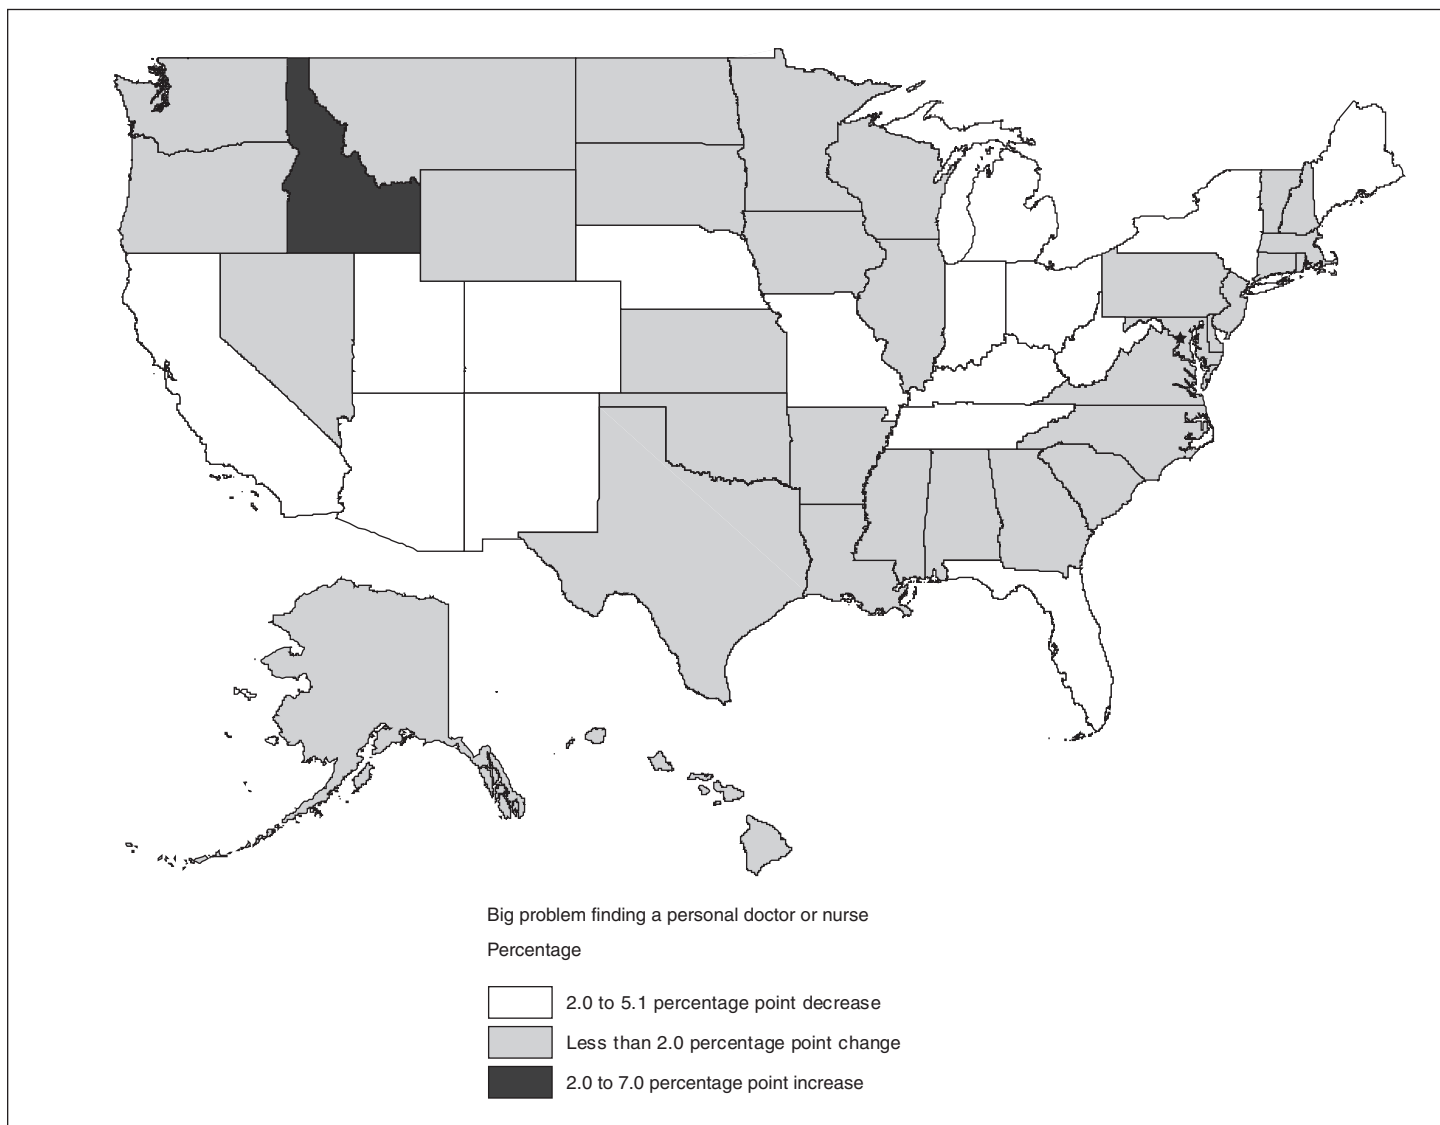 Big problem finding a personal doctor or nurse
Percentage
2.0 to 5.1 percentage point decrease
Less than 2.0 percentage point change
2.0 to 7.0 percentage point increase